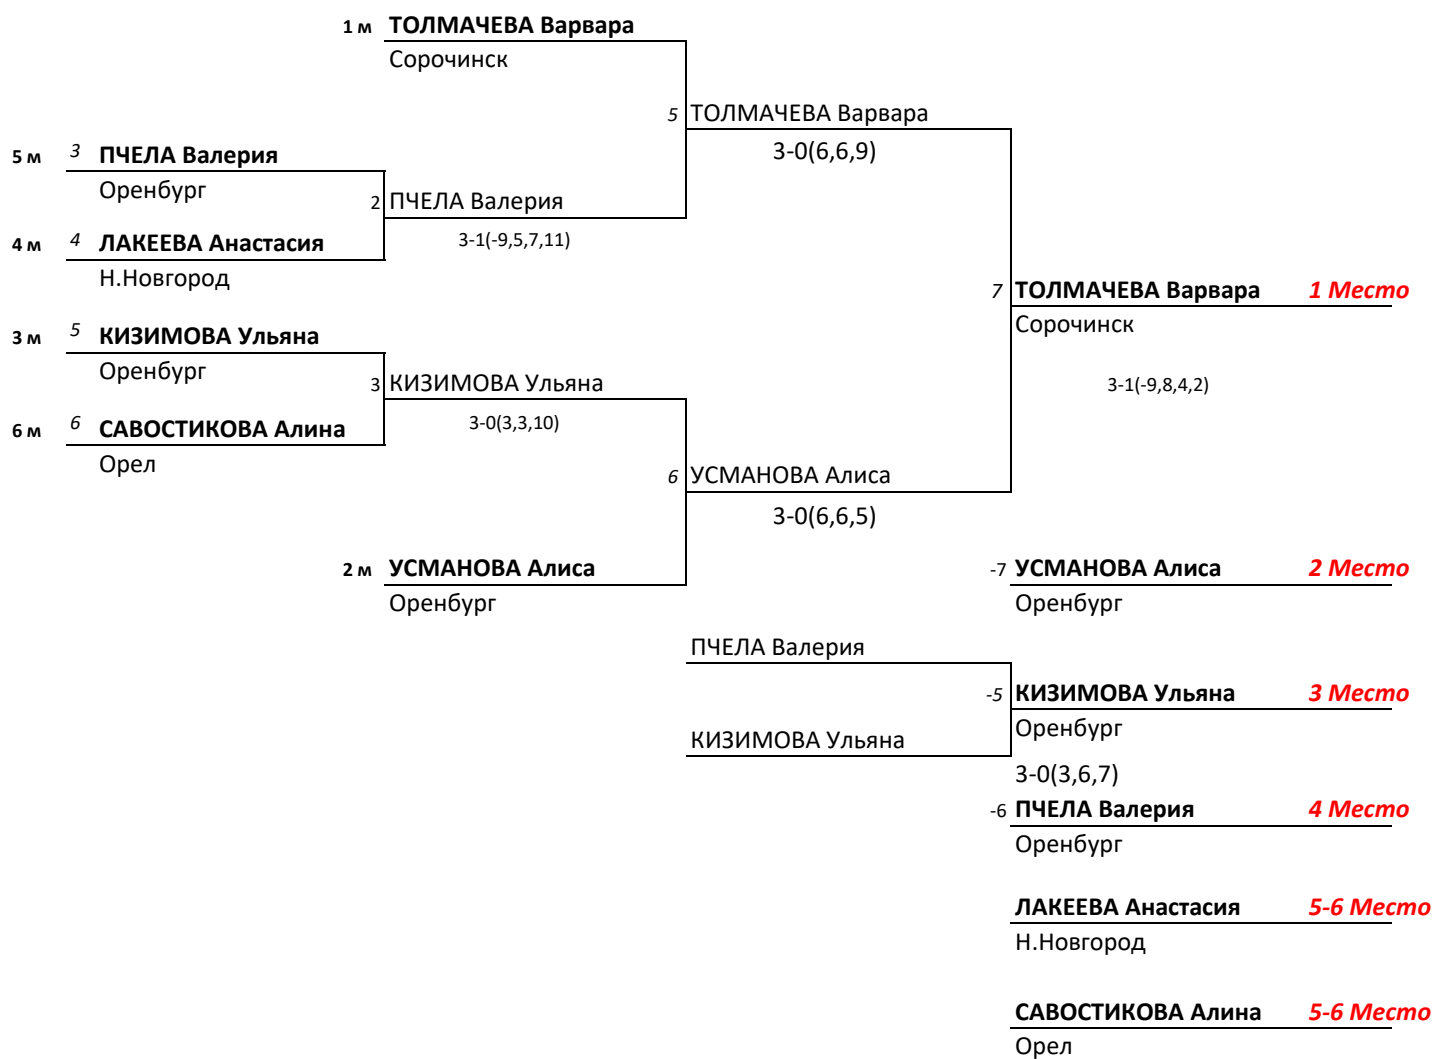 1 м ТОЛМАЧЕВА Варвара
Сорочинск
5 ТОЛМАЧЕВА Варвара
3-0(6,6,9)
5 м 3 ПЧЕЛА Валерия
Оренбург
2 ПЧЕЛА Валерия
3-1(-9,5,7,11)
4 м 4 ЛАКЕЕВА Анастасия
Н.Новгород
7 ТОЛМАЧЕВА Варвара 1 Место
Сорочинск
3-1(-9,8,4,2)
3 м 5 КИЗИМОВА Ульяна
Оренбург
3 КИЗИМОВА Ульяна
3-0(3,3,10)
6 м 6 САВОСТИКОВА Алина
Орел
6 УСМАНОВА Алиса
3-0(6,6,5)
2 м УСМАНОВА Алиса
Оренбург
-7 УСМАНОВА Алиса 2 Место
Оренбург
ПЧЕЛА Валерия
-5 КИЗИМОВА Ульяна 3 Место
Оренбург
КИЗИМОВА Ульяна
3-0(3,6,7)
-6 ПЧЕЛА Валерия 4 Место
Оренбург
ЛАКЕЕВА Анастасия 5-6 Место
Н.Новгород
САВОСТИКОВА Алина 5-6 Место
Орел